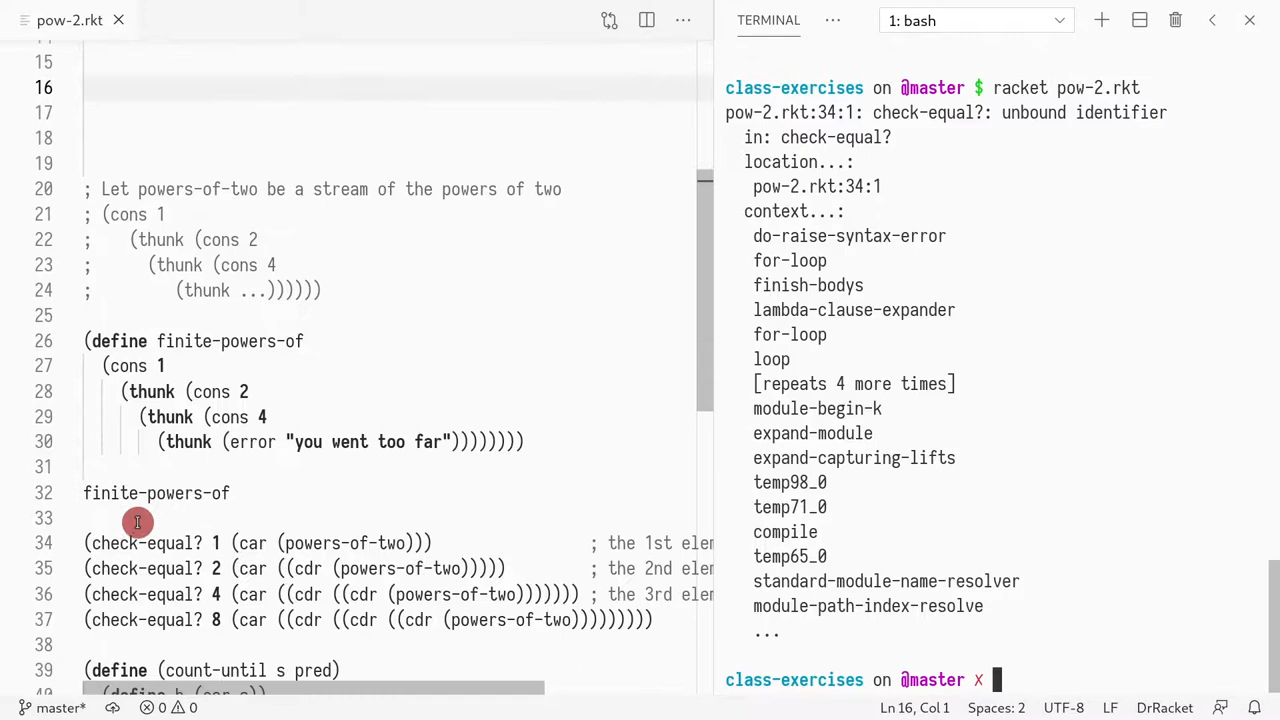 pow-2.rkt
TERMINAL
1: bash
15
16
17
18
19
20 ; Let powers-of-two be a stream of the powers of two
21 ; (cons 1
22 ;    (thunk (cons 2
23 ;      (thunk (cons 4
24 ;         (thunk ...))))))
25
26 (define finite-powers-of
27   (cons 1
28     (thunk (cons 2
29       (thunk (cons 4
30         (thunk (error "you went too far"))))))))
31
32 finite-powers-of
33
34 (check-equal? 1 (car (powers-of-two))) ; the 1st elem
35 (check-equal? 2 (car ((cdr (powers-of-two))))) ; the 2nd elem
36 (check-equal? 4 (car ((cdr ((cdr (powers-of-two))))))) ; the 3rd elem
37 (check-equal? 8 (car ((cdr ((cdr ((cdr (powers-of-two)))))))))
38
39 (define (count-until s pred)
class-exercises on @master $ racket pow-2.rkt
pow-2.rkt:34:1: check-equal?: unbound identifier
  in: check-equal?
  location...:
   pow-2.rkt:34:1
  context...:
   do-raise-syntax-error
   for-loop
   finish-bodys
   lambda-clause-expander
   for-loop
   loop
   [repeats 4 more times]
   module-begin-k
   expand-module
   expand-capturing-lifts
   temp98_0
   temp71_0
   compile
   temp65_0
   standard-module-name-resolver
   module-path-index-resolve
   ...
class-exercises on @master ✗
master* 0 0 Ln 16, Col 1 Spaces: 2 UTF-8 LF DrRacket